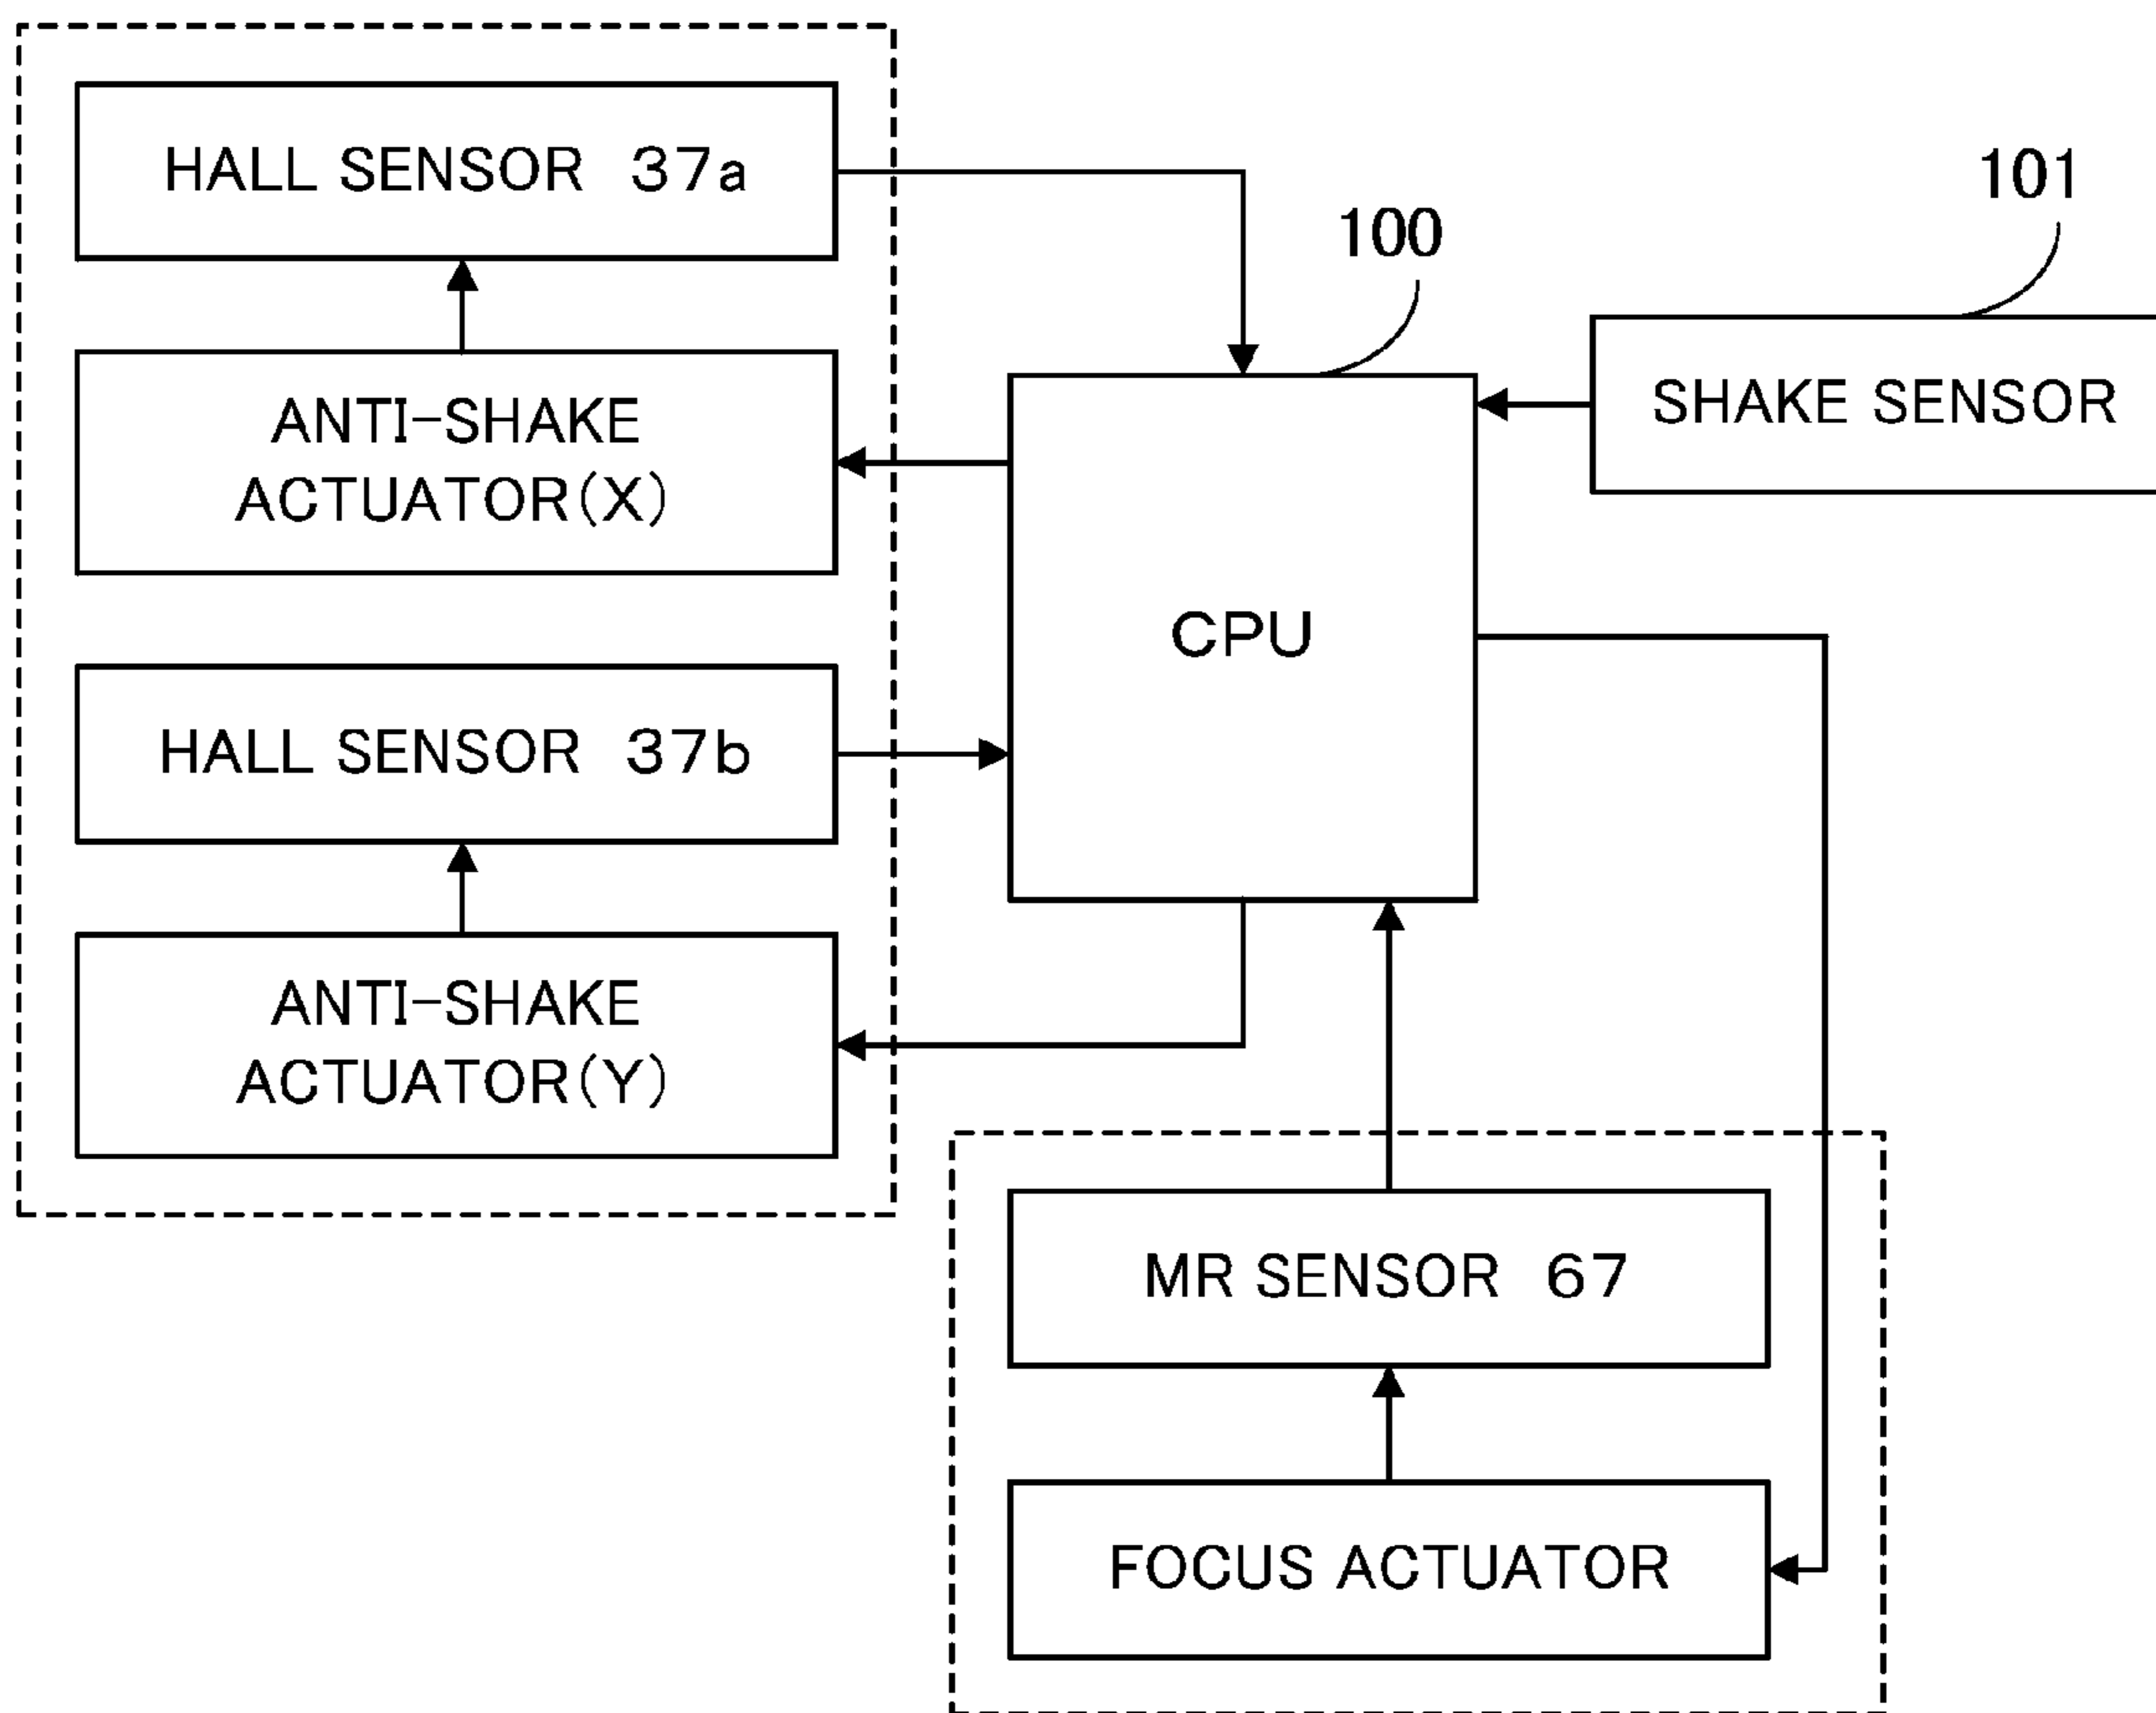 HALL SENSOR 37a
101
100
ANTI-SHAKE
ACTUATOR(X)
SHAKE SENSOR
CPU
HALL SENSOR 37b
ANTI-SHAKE
ACTUATOR(Y)
MR SENSOR 67
FOCUS ACTUATOR